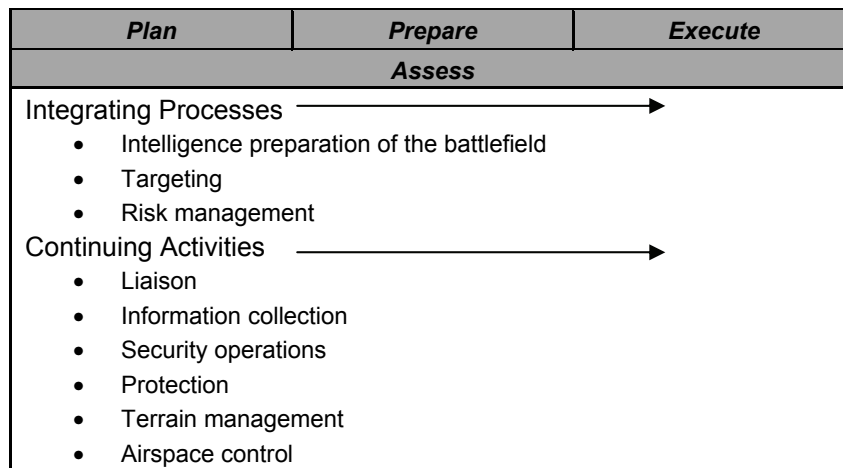 Plan Prepare Execute
Assess
Integrating Processes
• Intelligence preparation of the battlefield
• Targeting
• Risk management
Continuing Activities
• Liaison
• Information collection
• Security operations
• Protection
• Terrain management
• Airspace control